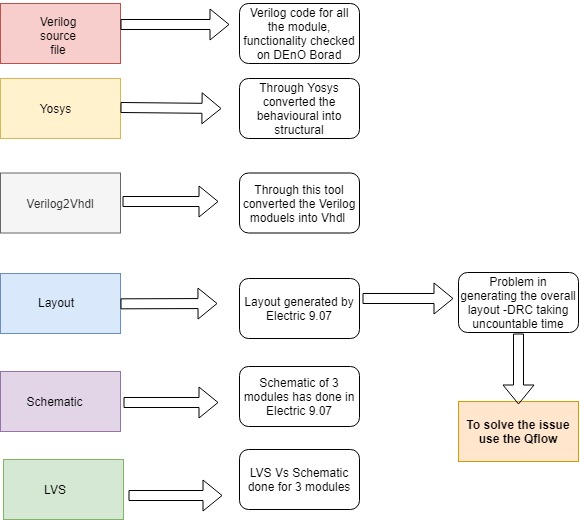 Verilog
source
file
Verilog code for all
the module,
functionality checked
on DEnO Borad
Yosys
Through Yosys
converted the
behavioural into
structural
Verilog2Vhdl
Through this tool
converted the Verilog
moduels into Vhdl
Layout
Layout generated by
Electric 9.07
Problem in
generating the overall
layout -DRC taking
uncountable time
Schematic
Schematic of 3
modules has done in
Electric 9.07
To solve the issue
use the Qflow
LVS
LVS Vs Schematic
done for 3 modules